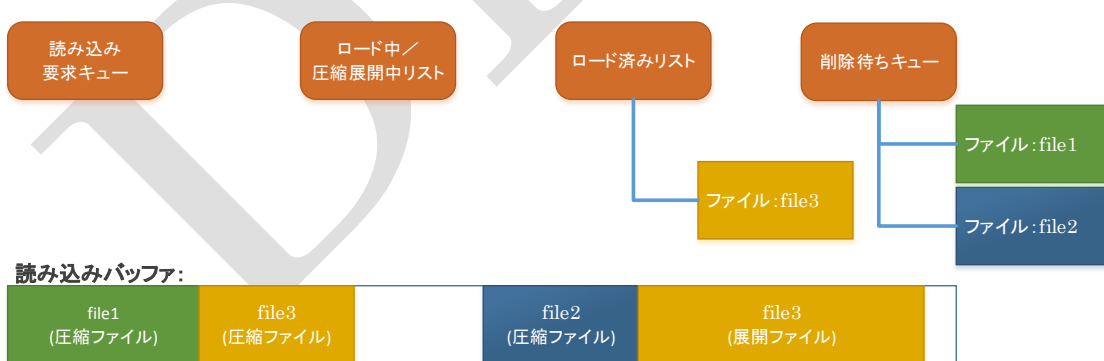 読み込み
要求キュー
ロード中／
圧縮展開中リスト
ロード済みリスト
削除待ちキュー
ファイル:file1
ファイル:file3
ファイル:file2
読み込みバッファ:
file1
(圧縮ファイル)
file3
(圧縮ファイル)
file2
(圧縮ファイル)
file3
(展開ファイル)